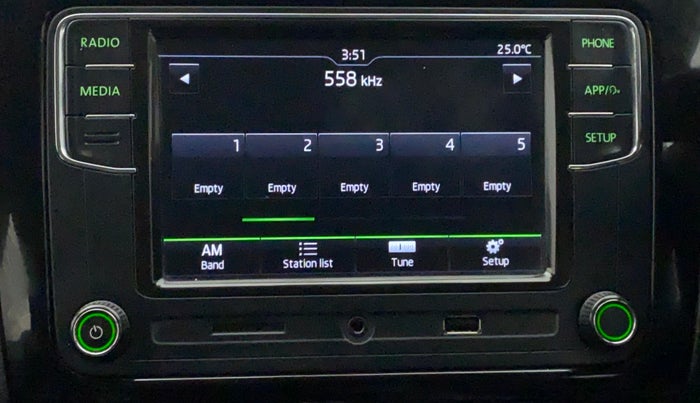 RADIO
MEDIA
3:51
25.0°C
558 kHz
1 2 3 4 5
Empty Empty Empty Empty Empty
AM
Band
Station list
Tune
Setup
PHONE
APP/
SETUP